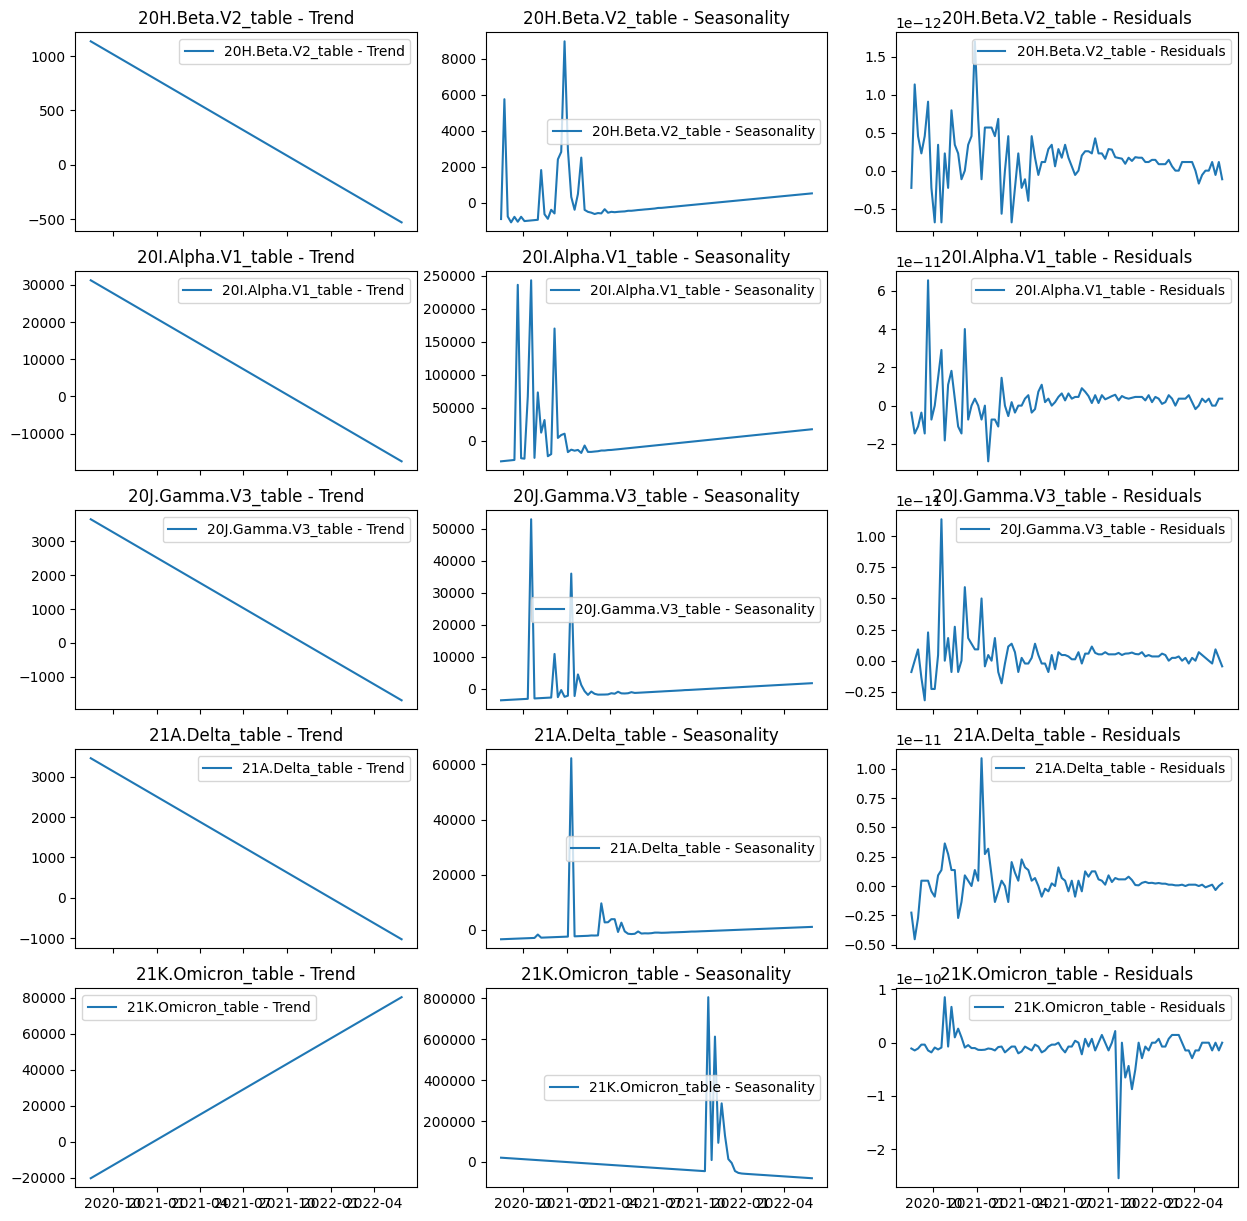 20H.Beta.V2_table - Trend
20H.Beta.V2_table - Trend
1000
500
0
−500
20H.Beta.V2_table - Seasonality
20H.Beta.V2_table - Seasonality
8000
6000
4000
2000
0
1e−12
20H.Beta.V2_table - Residuals
20H.Beta.V2_table - Residuals
1.5
1.0
0.5
0.0
−0.5
20I.Alpha.V1_table - Trend
20I.Alpha.V1_table - Trend
30000
20000
10000
0
−10000
20I.Alpha.V1_table - Seasonality
20I.Alpha.V1_table - Seasonality
250000
200000
150000
100000
50000
0
1e−11
20I.Alpha.V1_table - Residuals
20I.Alpha.V1_table - Residuals
6
4
2
0
−2
20J.Gamma.V3_table - Trend
20J.Gamma.V3_table - Trend
3000
2000
1000
0
−1000
20J.Gamma.V3_table - Seasonality
20J.Gamma.V3_table - Seasonality
50000
40000
30000
20000
10000
0
1e−11
20J.Gamma.V3_table - Residuals
20J.Gamma.V3_table - Residuals
1.00
0.75
0.50
0.25
0.00
−0.25
21A.Delta_table - Trend
21A.Delta_table - Trend
3000
2000
1000
0
−1000
21A.Delta_table - Seasonality
21A.Delta_table - Seasonality
60000
40000
20000
0
1e−11
21A.Delta_table - Residuals
21A.Delta_table - Residuals
1.00
0.75
0.50
0.25
0.00
−0.25
−0.50
21K.Omicron_table - Trend
21K.Omicron_table - Trend
80000
60000
40000
20000
0
−20000
2020-10 2021-01 2021-04 2021-07 2021-10 2022-01 2022-04
21K.Omicron_table - Seasonality
21K.Omicron_table - Seasonality
800000
600000
400000
200000
0
2020-10 2021-01 2021-04 2021-07 2021-10 2022-01 2022-04
1e−10
21K.Omicron_table - Residuals
21K.Omicron_table - Residuals
1
0
−1
−2
2020-10 2021-01 2021-04 2021-07 2021-10 2022-01 2022-04